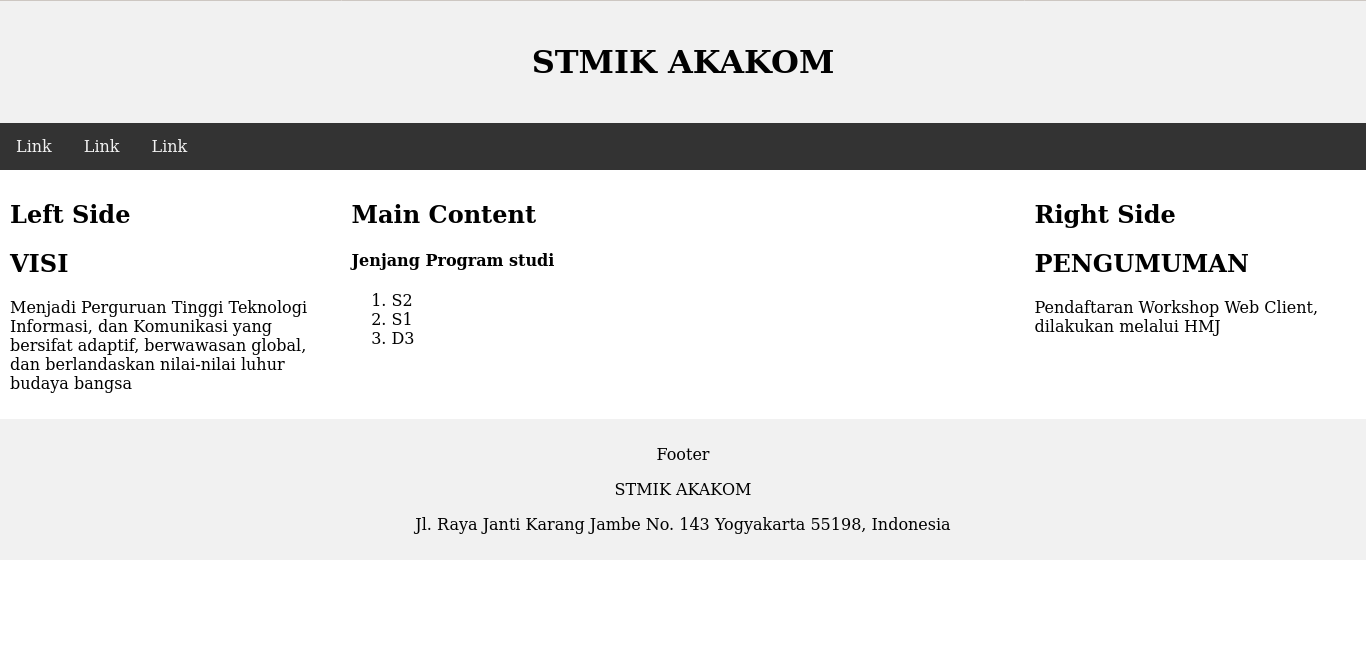 STMIK AKAKOM
Link Link Link
Left Side
VISI
Menjadi Perguruan Tinggi Teknologi
Informasi, dan Komunikasi yang
bersifat adaptif, berwawasan global,
dan berlandaskan nilai-nilai luhur
budaya bangsa
Main Content
Jenjang Program studi
1. S2
2. S1
3. D3
Right Side
PENGUMUMAN
Pendaftaran Workshop Web Client,
dilakukan melalui HMJ
Footer
STMIK AKAKOM
Jl. Raya Janti Karang Jambe No. 143 Yogyakarta 55198, Indonesia